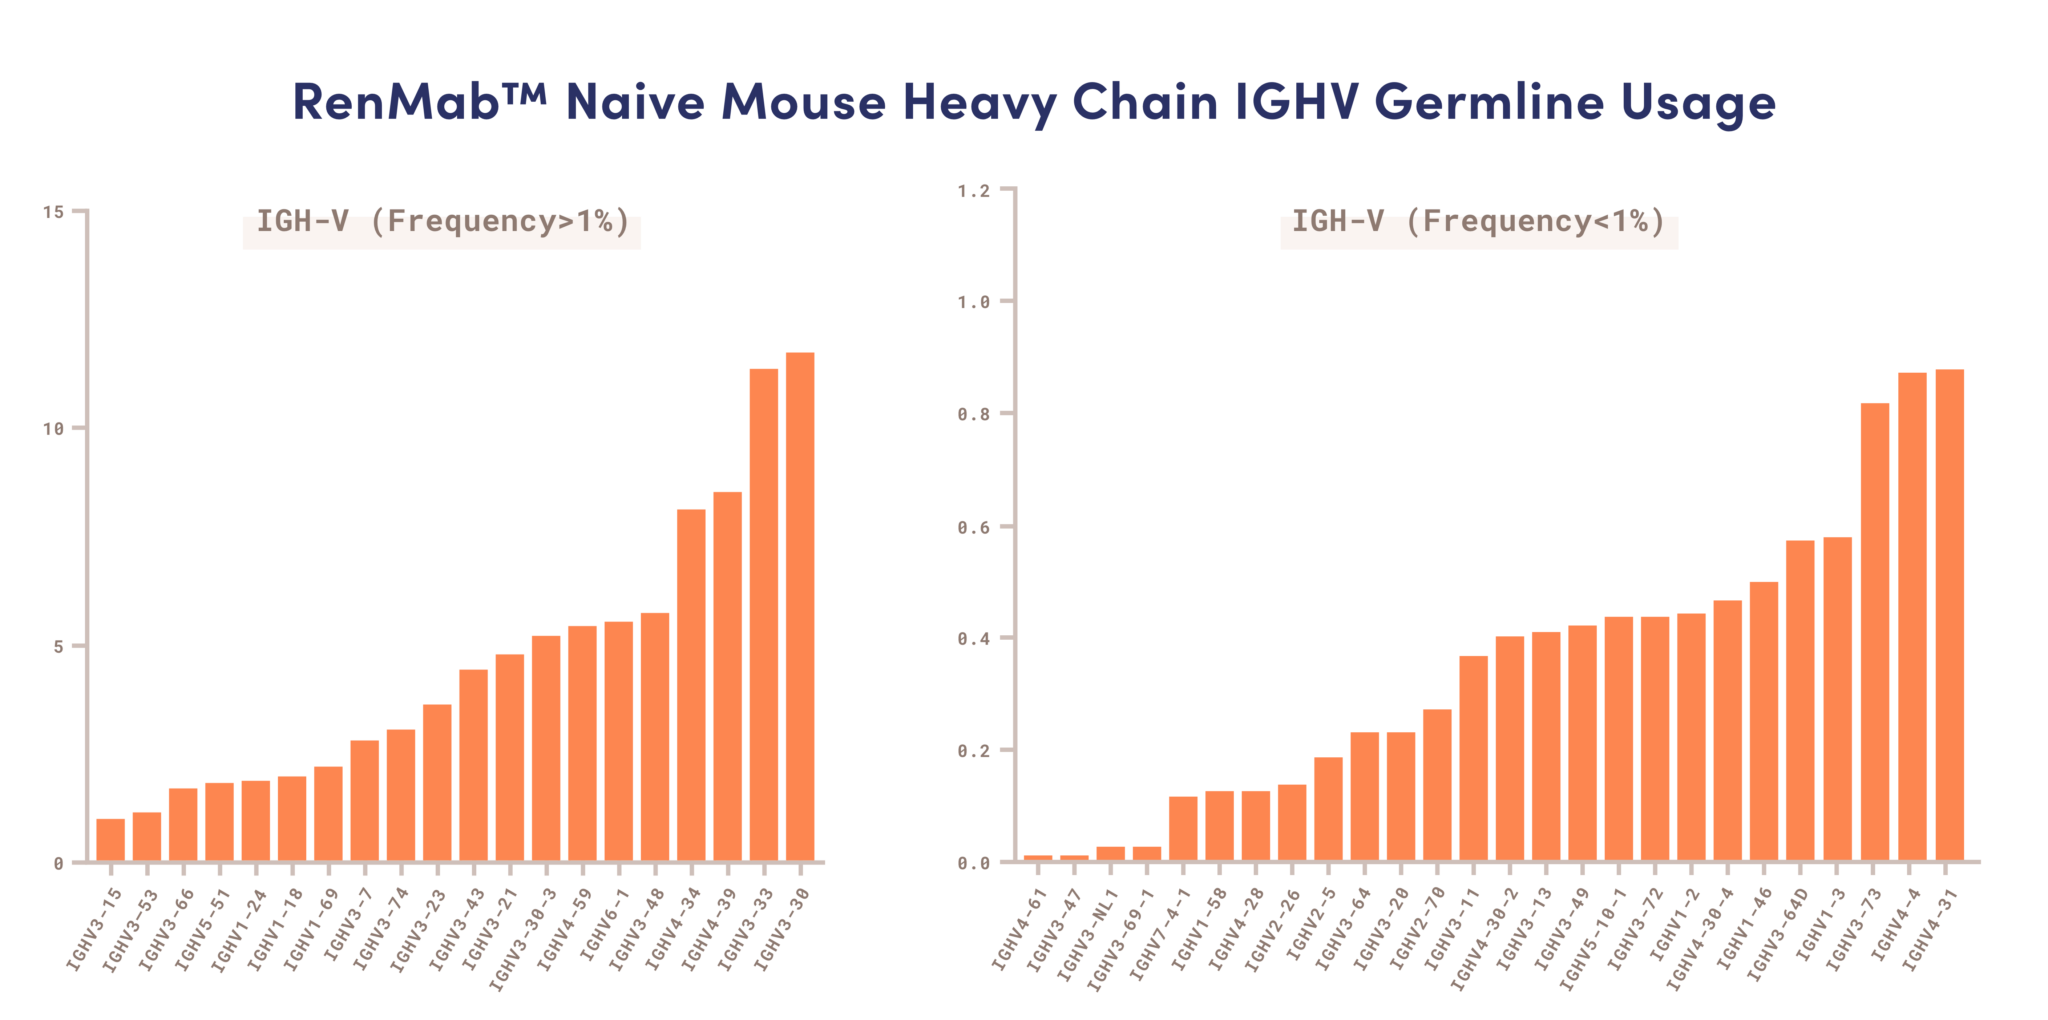 RenMab™ Naive Mouse Heavy Chain IGHV Germline Usage
IGH-V (Frequency>1%)
15
10
5
0
IGHV3-15
IGHV3-53
IGHV3-66
IGHV5-51
IGHV1-24
IGHV1-18
IGHV1-69
IGHV3-7
IGHV3-74
IGHV3-23
IGHV3-43
IGHV3-21
IGHV3-30-3
IGHV4-59
IGHV6-1
IGHV3-48
IGHV4-34
IGHV4-39
IGHV3-33
IGHV3-30
IGH-V (Frequency<1%)
1.2
1.0
0.8
0.6
0.4
0.2
0.0
IGHV4-61
IGHV3-47
IGHV3-NL1
IGHV3-69-1
IGHV7-4-1
IGHV1-58
IGHV4-28
IGHV2-26
IGHV2-5
IGHV3-64
IGHV3-20
IGHV2-70
IGHV3-11
IGHV4-30-2
IGHV3-13
IGHV3-49
IGHV5-10-1
IGHV3-72
IGHV1-2
IGHV4-30-4
IGHV1-46
IGHV3-64D
IGHV1-3
IGHV3-73
IGHV4-4
IGHV4-31